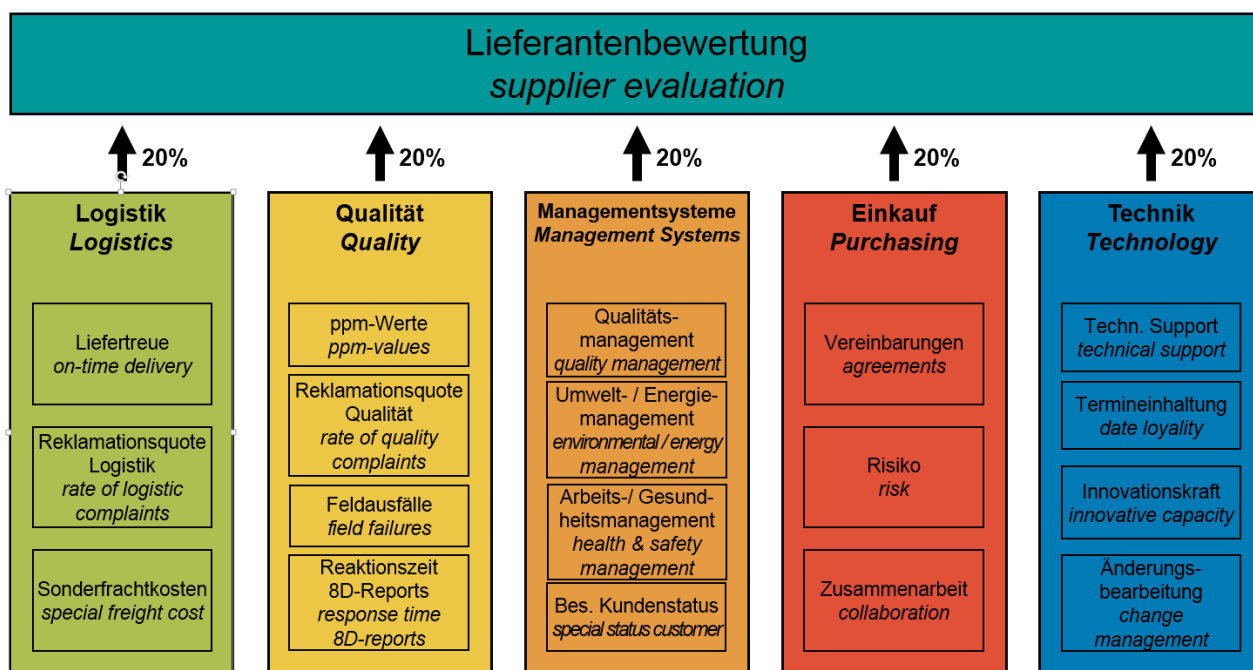 Lieferantenbewertung
supplier evaluation
20%
20%
20%
20%
20%
Logistik
Logistics
Liefertreue
on-time delivery
Reklamationsquote
Logistik
rate of logistic
complaints
Sonderfrachtkosten
special freight cost
Qualität
Quality
ppm-Werte
ppm-values
Reklamationsquote
Qualität
rate of quality
complaints
Feldausfälle
field failures
Reaktionszeit
8D-Reports
response time
8D-reports
Managementsysteme
Management Systems
Qualitäts-
management
quality management
Umwelt- / Energie-
management
environmental / energy
management
Arbeits-/ Gesund-
heitsmanagement
health & safety
management
Bes. Kundenstatus
special status customer
Einkauf
Purchasing
Vereinbarungen
agreements
Risiko
risk
Zusammenarbeit
collaboration
Technik
Technology
Techn. Support
technical support
Termineinhaltung
date loyality
Innovationskraft
innovative capacity
Änderungs-
bearbeitung
change
management